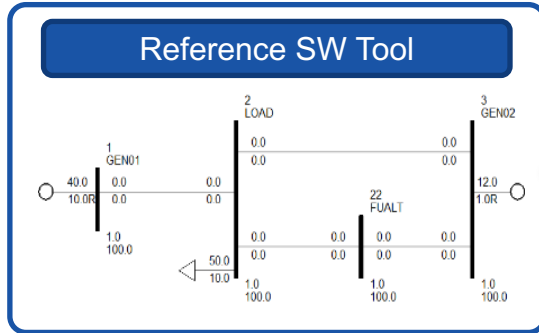 Reference SW Tool
2
LOAD
3
GEN02
1
GEN01
0.0 0.0
0.0 0.0
40.0 0.0 0.0 12.0
10.0R 0.0 0.0 1.0R
22
FUALT
0.0 0.0 0.0 0.0
0.0 0.0 0.0 0.0
1.0
100.0
50.0
10.0
1.0 1.0 1.0
100.0 100.0 100.0